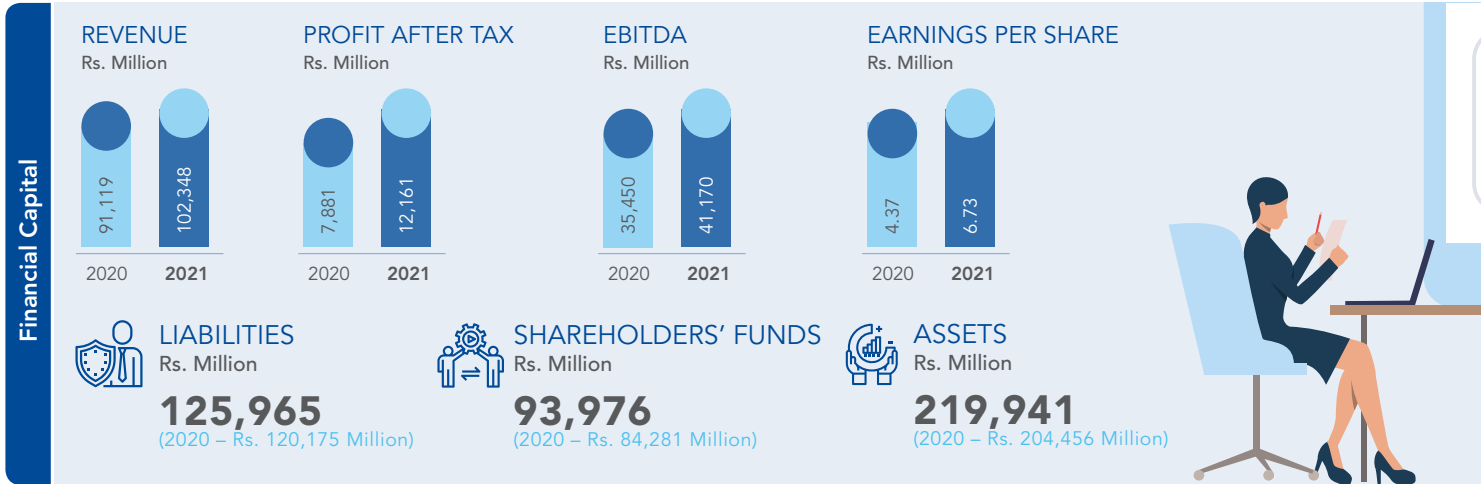 Financial Capital
REVENUE
Rs. Million
91,119
102,348
2020
2021
PROFIT AFTER TAX
Rs. Million
7,881
12,161
2020
2021
EBITDA
Rs. Million
35,450
41,170
2020
2021
EARNINGS PER SHARE
Rs. Million
4.37
6.73
2020
2021
LIABILITIES
Rs. Million
125,965
(2020 – Rs. 120,175 Million)
SHAREHOLDERS’ FUNDS
Rs. Million
93,976
(2020 – Rs. 84,281 Million)
ASSETS
Rs. Million
219,941
(2020 – Rs. 204,456 Million)